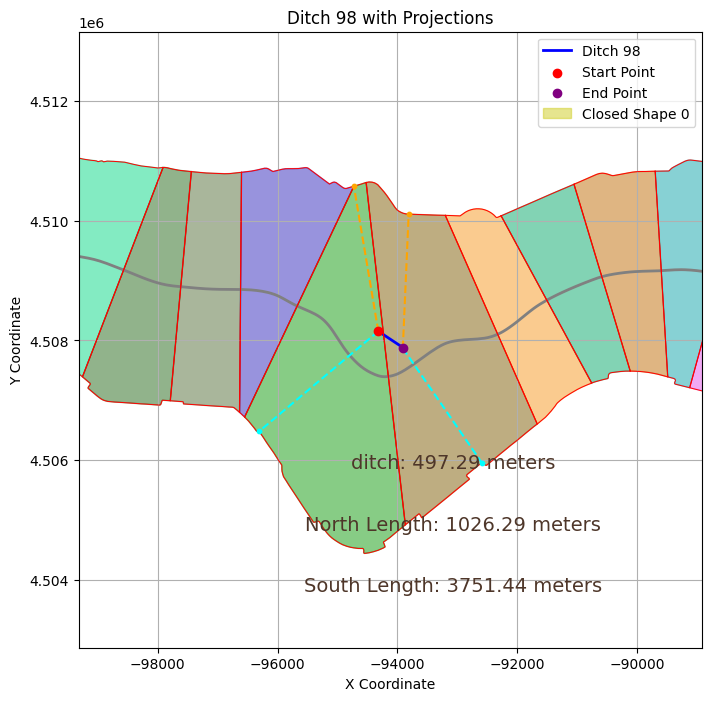 Ditch 98 with Projections
1e6
Ditch 98
Start Point
End Point
Closed Shape 0
4.512
4.510
4.508
4.506
4.504
Y Coordinate
ditch: 497.29 meters
North Length: 1026.29 meters
South Length: 3751.44 meters
−98000 −96000 −94000 −92000 −90000
X Coordinate